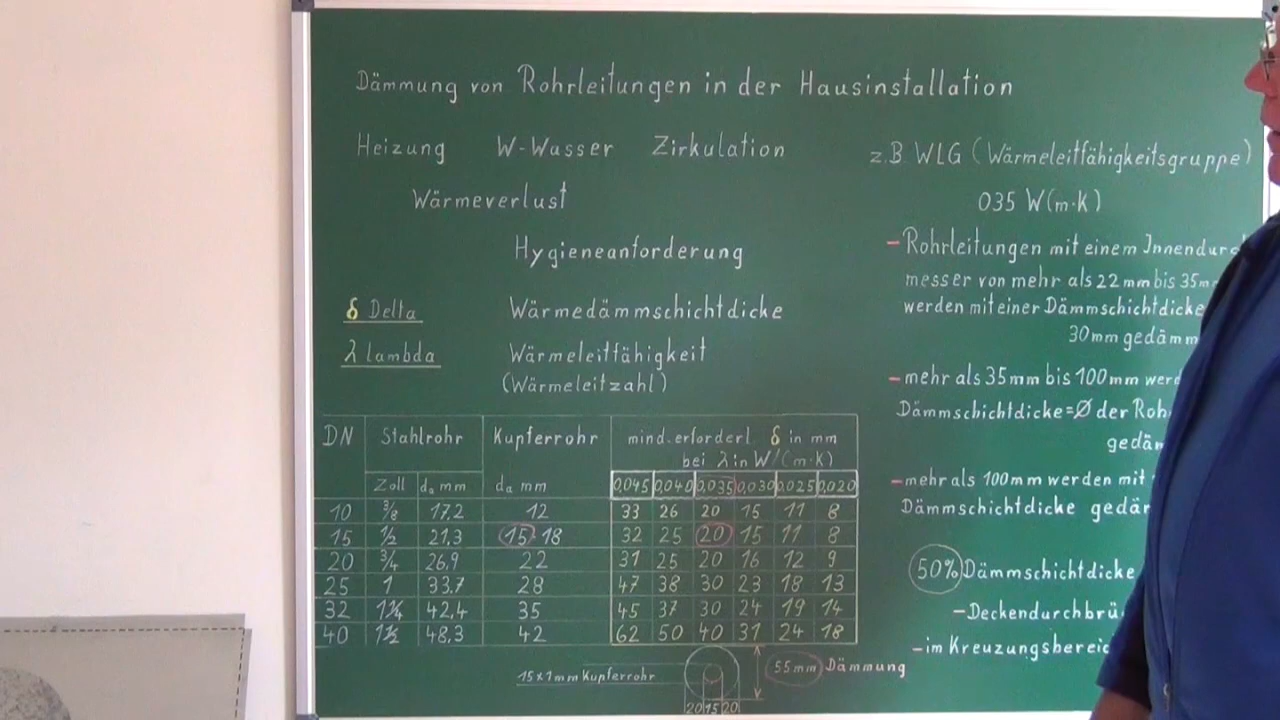 Dämmung von Rohrleitungen in der Hausinstallation
Heizung W-Wasser Zirkulation
Wärmeverlust
Hygieneanforderung
δ Delta Wärmedämmschichtdicke
λ lambda Wärmeleitfähigkeit
(Wärmeleitzahl)
z.B. WLG (Wärmeleitfähigkeitsgruppe)
035 W(m·K)
- Rohrleitungen mit einem Innendurc
messer von mehr als 22 mm bis 35m
werden mit einer Dämmschichtdicke
30mm gedämm
- mehr als 35mm bis 100mm werd
Dämmschichtdicke=Ø der Roh
gedäm
- mehr als 100mm werden mit
Dämmschichtdicke gedä
50% Dämmschichtdicke
- Deckendurchbrü
- im Kreuzungsbereic
DN Stahlrohr Kupferrohr mind. erforderl. δ in mm
bei λ in W/(m·K)
Zoll da mm da mm 0,045 0,040 0,035 0,030 0,025 0,020
10 3/8 17,2 12 33 26 20 15 11 8
15 1/2 21,3 15·18 32 25 20 15 11 8
20 3/4 26,9 22 31 25 20 16 12 9
25 1 33,7 28 47 38 30 23 18 13
32 1 1/4 42,4 35 45 37 30 24 19 14
40 1 1/2 48,3 42 62 50 40 31 24 18
15x1mm Kupferrohr 55mm Dämmung
20 15 20